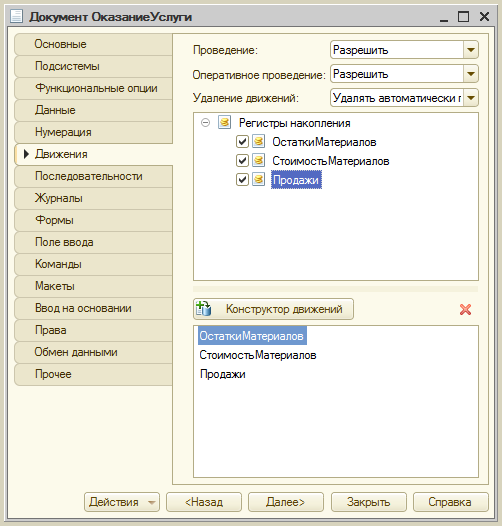 Документ ОказаниеУслуги
Основные
Подсистемы
Функциональные опции
Данные
Нумерация
Движения
Последовательности
Журналы
Формы
Поле ввода
Команды
Макеты
Ввод на основании
Права
Обмен данными
Прочее
Проведение: Разрешить
Оперативное проведение: Разрешить
Удаление движений: Удалять автоматически г
Регистры накопления
ОстаткиМатериалов
СтоимостьМатериалов
Продажи
Конструктор движений
ОстаткиМатериалов
СтоимостьМатериалов
Продажи
Действия <Назад Далее> Закрыть Справка